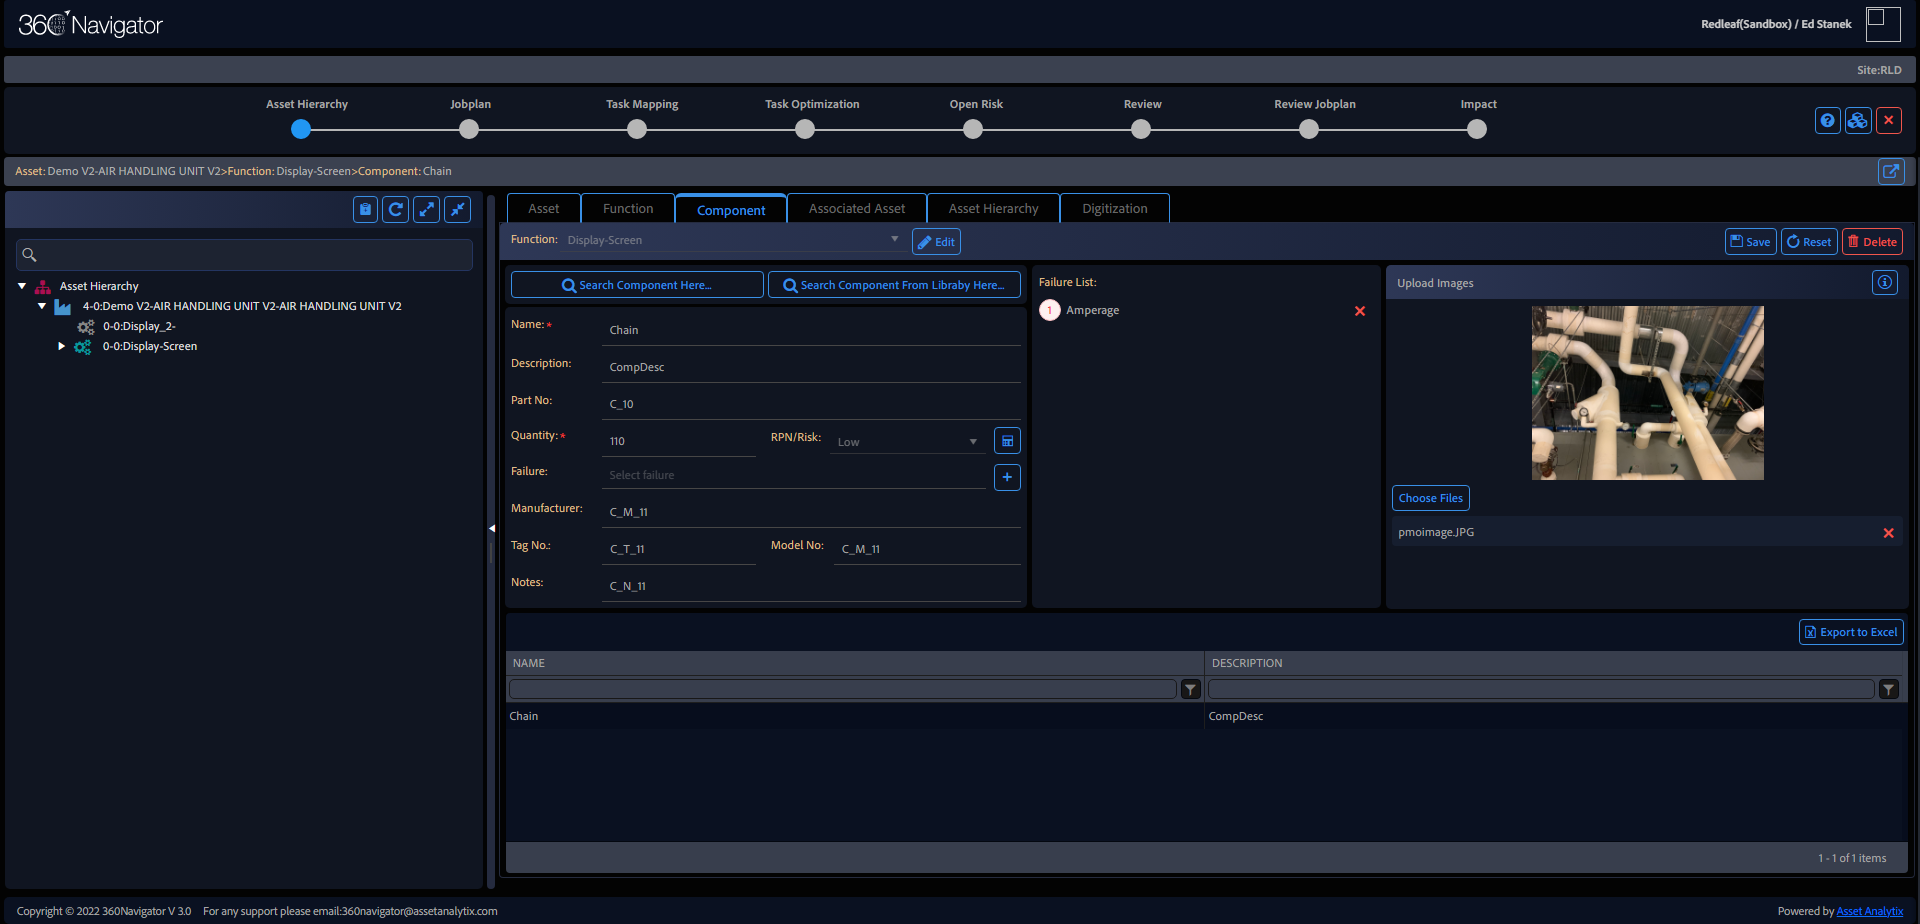 360 Navigator
Redleaf(Sandbox) / Ed Stanek
Site:RLD
Asset Hierarchy
Jobplan
Task Mapping
Task Optimization
Open Risk
Review
Review Jobplan
Impact
Asset: Demo V2-AIR HANDLING UNIT V2>Function: Display-Screen>Component: Chain
Asset
Function
Component
Associated Asset
Asset Hierarchy
Digitization
Function: Display-Screen
Edit
Save
Reset
Delete
Asset Hierarchy
4-0:Demo V2-AIR HANDLING UNIT V2-AIR HANDLING UNIT V2
0-0:Display_2-
0-0:Display-Screen
Search Component Here...
Search Component From Libraby Here...
Name:* Chain
Description: CompDesc
Part No: C_10
Quantity:* 110
RPN/Risk: Low
Failure: Select failure
Manufacturer: C_M_11
Tag No.: C_T_11
Model No: C_M_11
Notes: C_N_11
Failure List:
1 Amperage
Upload Images
Choose Files
pmoimage.JPG
Export to Excel
NAME
DESCRIPTION
Chain
CompDesc
1 - 1 of 1 items
Copyright © 2022 360Navigator V 3.0 For any support please email:360navigator@assetanalytix.com
Powered by Asset Analytix